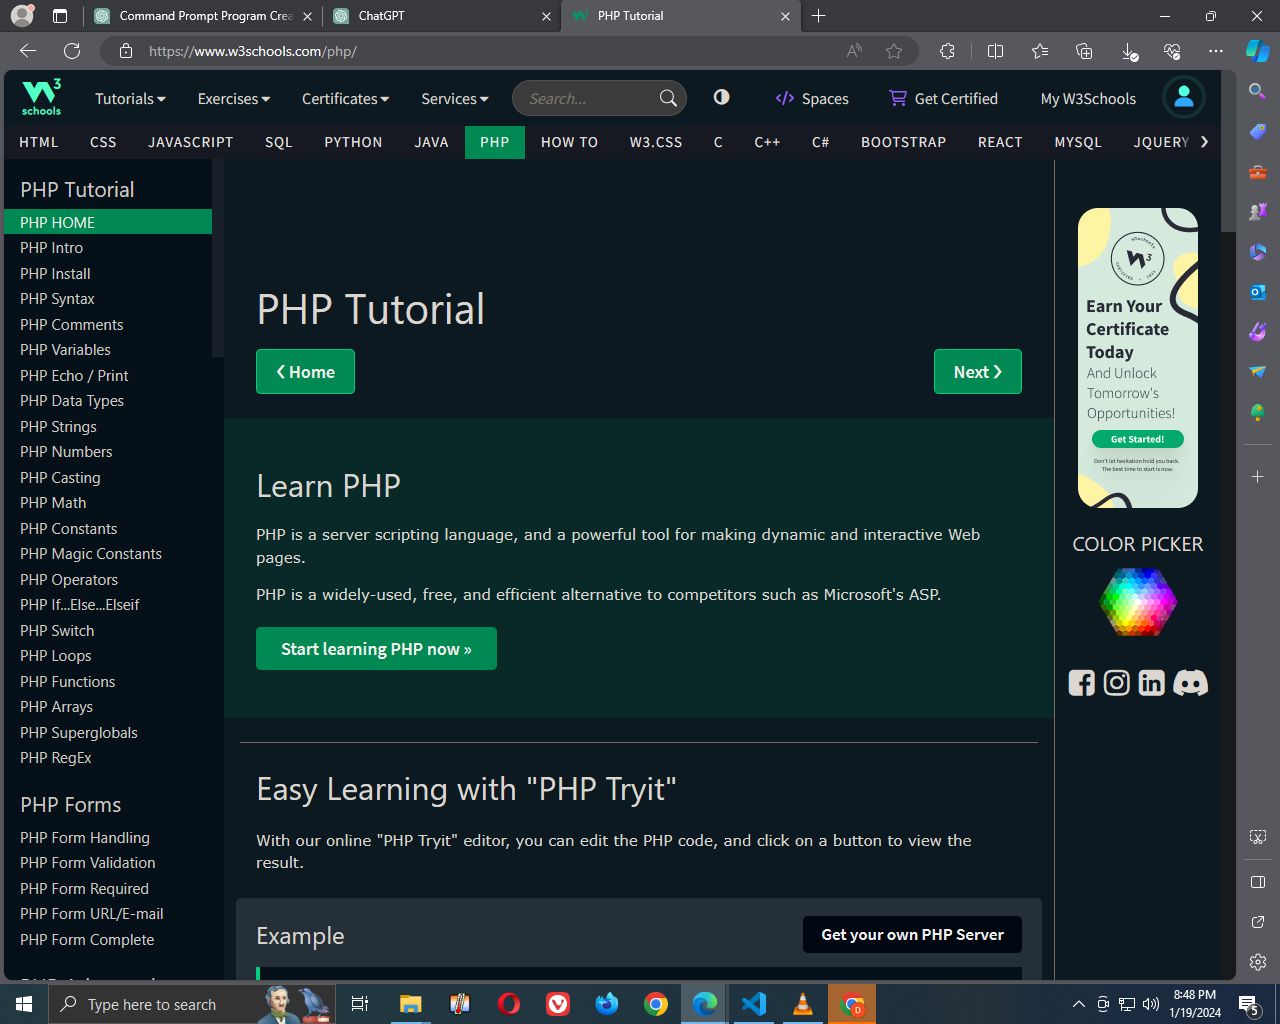 Command Prompt Program Crea
ChatGPT
PHP Tutorial
https://www.w3schools.com/php/
3
schools
Tutorials
Exercises
Certificates
Services
Search...
Spaces
Get Certified
My W3Schools
HTML
CSS
JAVASCRIPT
SQL
PYTHON
JAVA
PHP
HOW TO
W3.CSS
C
C++
C#
BOOTSTRAP
REACT
MYSQL
JQUERY
PHP Tutorial
PHP HOME
PHP Intro
PHP Install
PHP Syntax
PHP Comments
PHP Variables
PHP Echo / Print
PHP Data Types
PHP Strings
PHP Numbers
PHP Casting
PHP Math
PHP Constants
PHP Magic Constants
PHP Operators
PHP If...Else...Elseif
PHP Switch
PHP Loops
PHP Functions
PHP Arrays
PHP Superglobals
PHP RegEx
PHP Forms
PHP Form Handling
PHP Form Validation
PHP Form Required
PHP Form URL/E-mail
PHP Form Complete
PHP Tutorial
❮ Home
Next ❯
Learn PHP
PHP is a server scripting language, and a powerful tool for making dynamic and interactive Web
pages.
PHP is a widely-used, free, and efficient alternative to competitors such as Microsoft's ASP.
Start learning PHP now »
Easy Learning with "PHP Tryit"
With our online "PHP Tryit" editor, you can edit the PHP code, and click on a button to view the
result.
Example
Get your own PHP Server
Earn Your
Certificate
Today
And Unlock
Tomorrow's
Opportunities!
Get Started!
Don't let hesitation hold you back.
The best time to start is now.
COLOR PICKER
Type here to search
8:48 PM
1/19/2024
5